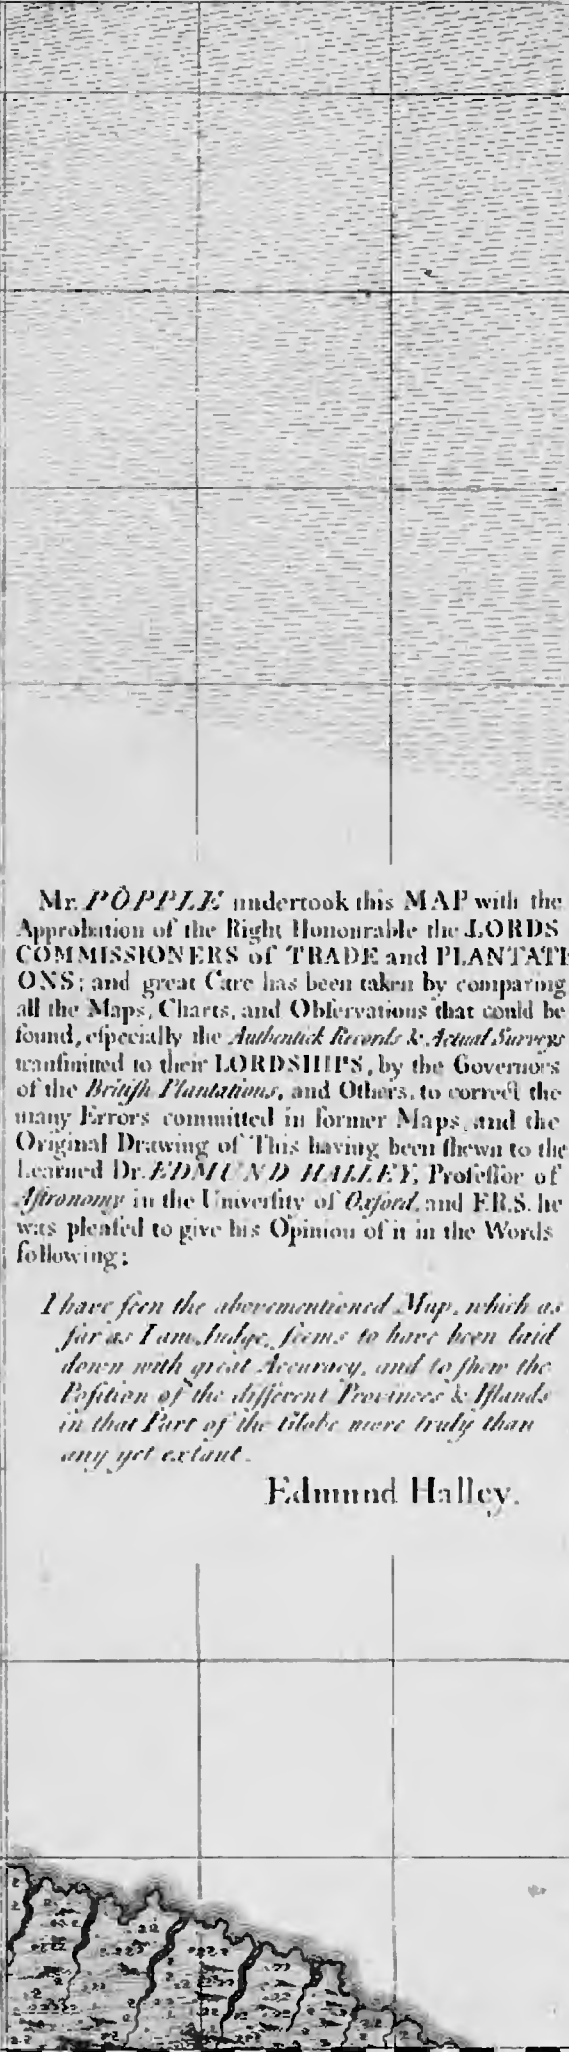 Mr. POPPLE undertook this MAP with the
Approbation of the Right Honourable the LORDS
COMMISSIONERS of TRADE and PLANTATI
ONS; and great Care has been taken by comparing
all the Maps, Charts, and Obſervations that could be
found, eſpecially the Authentick Records & Actual Surveys
tranſmitted to their LORDSHIPS, by the Governors
of the Britiſh Plantations, and Others, to correct the
many Errors committed in former Maps, and the
Original Drawing of This having been ſhewn to the
Learned Dr. EDMUND HALLEY, Profeſſor of
Aſtronomy in the Univerſity of Oxford, and F.R.S. he
was pleaſed to give his Opinion of it in the Words
following:
I have ſeen the abovementioned Map, which as
far as I am Judge, ſeems to have been laid
down with great Accuracy, and to ſhew the
Poſition of the different Provinces & Iſlands
in that Part of the Globe more truly than
any yet extant.
Edmund Halley.